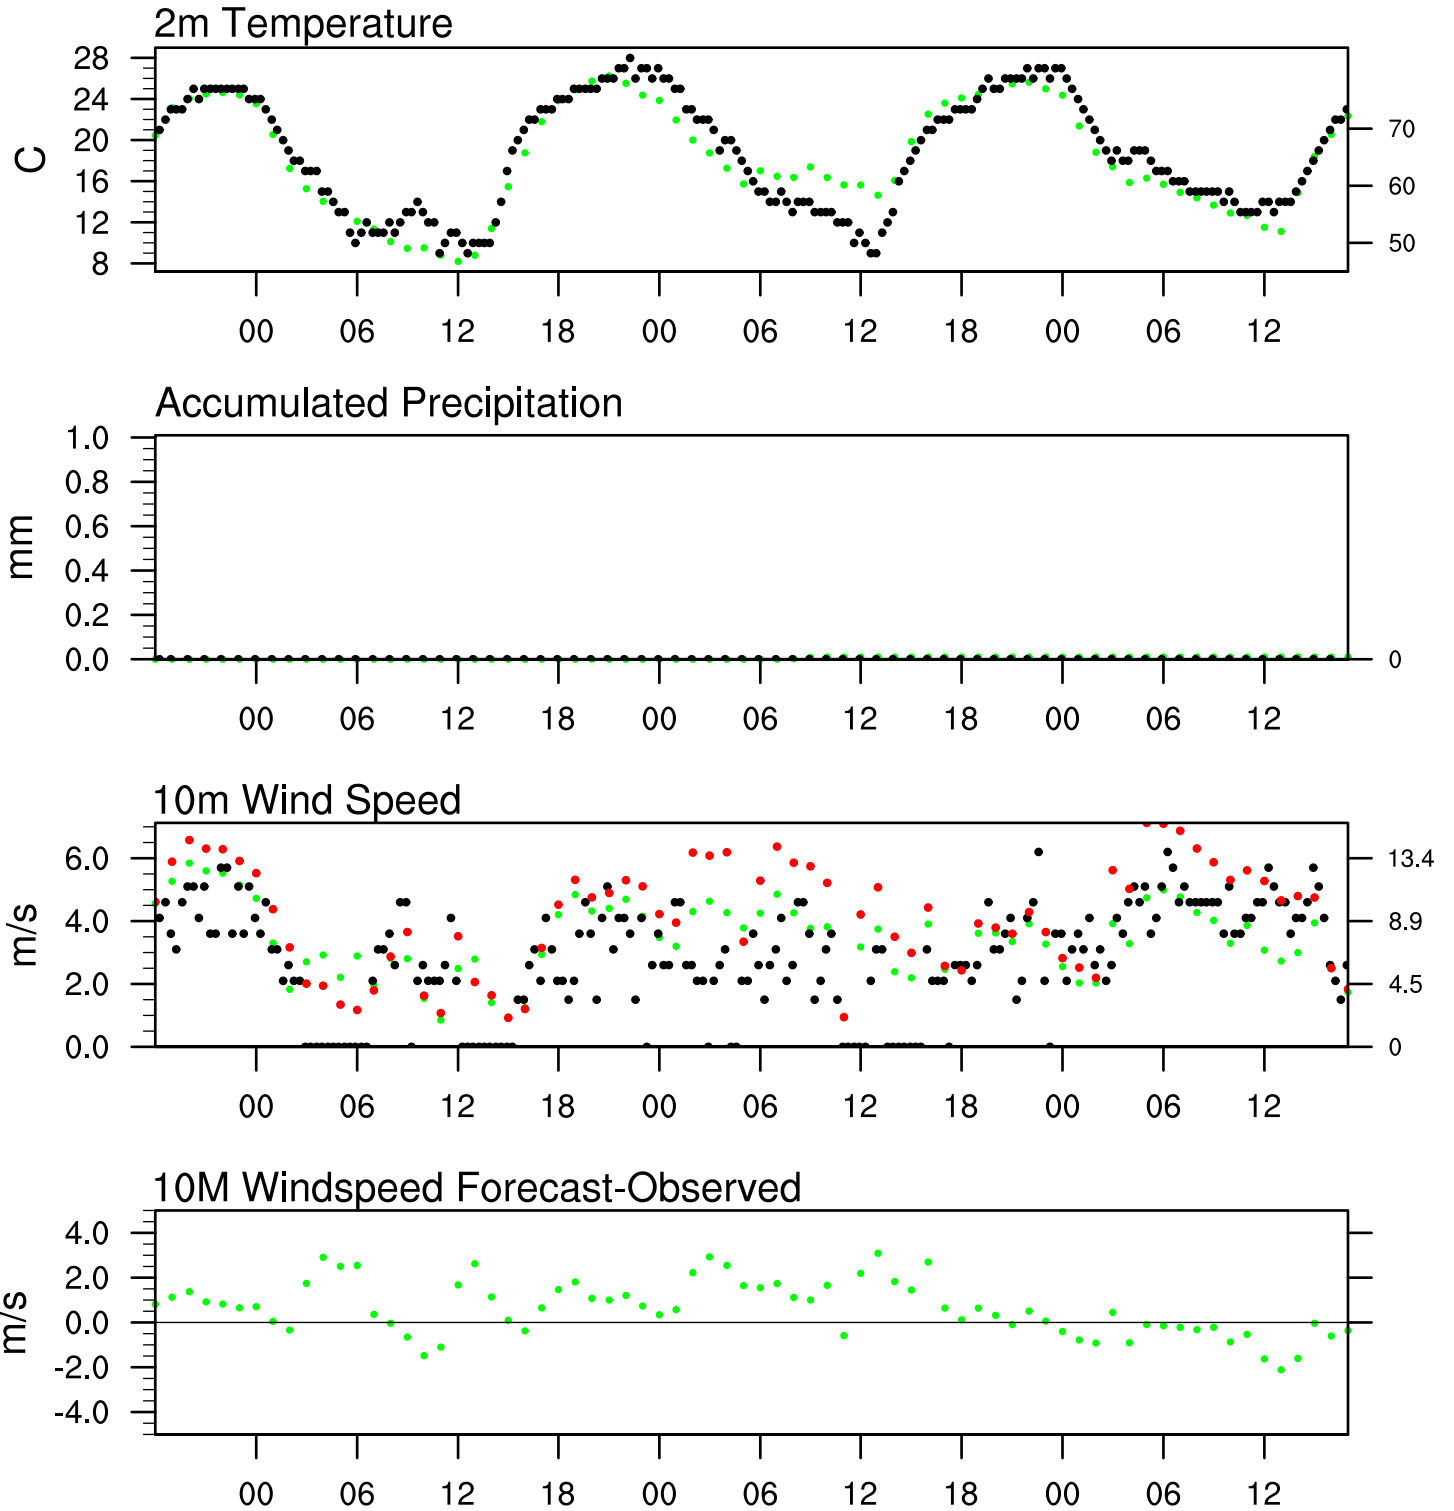 2m Temperature
28
24
20
16
12
8
C
70
60
50
00 06 12 18 00 06 12 18 00 06 12
Accumulated Precipitation
1.0
0.8
0.6
0.4
0.2
0.0
mm
0
00 06 12 18 00 06 12 18 00 06 12
10m Wind Speed
6.0
4.0
2.0
0.0
m/s
13.4
8.9
4.5
0
00 06 12 18 00 06 12 18 00 06 12
10M Windspeed Forecast-Observed
4.0
2.0
0.0
-2.0
-4.0
m/s
00 06 12 18 00 06 12 18 00 06 12